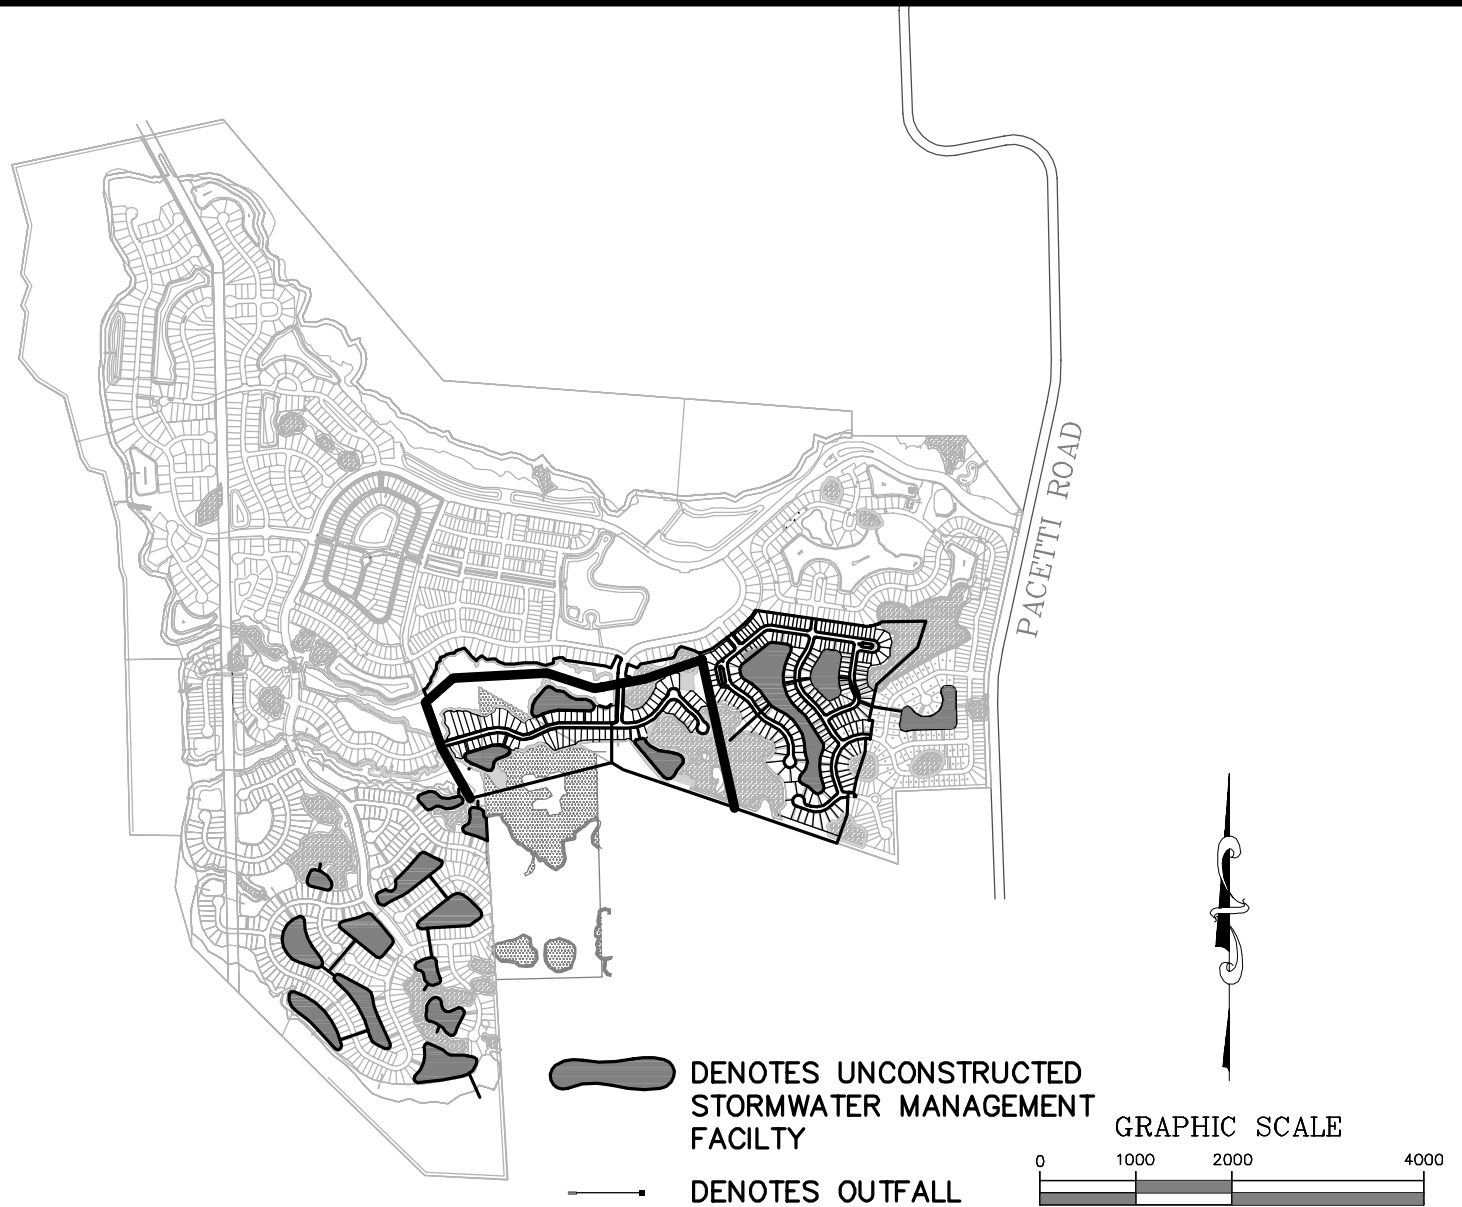 PACETTI ROAD
DENOTES UNCONSTRUCTED
STORMWATER MANAGEMENT
FACILTY
DENOTES OUTFALL
GRAPHIC SCALE
0 1000 2000 4000